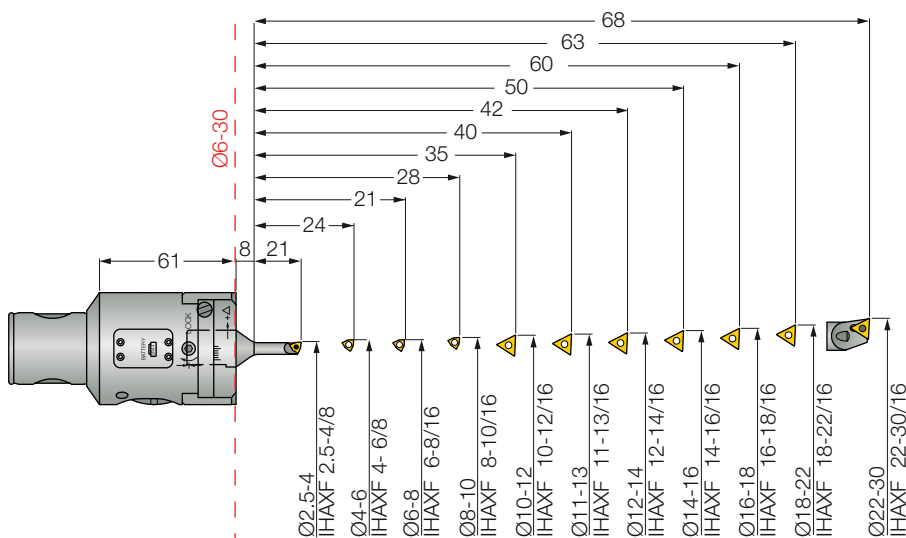 68
63
60
50
42
40
35
28
21
24
8
21
61
Ø6-30
LOCK
BATTERY
+
Ø2.5-4
IHAXF 2.5-4/8
Ø4-6
IHAXF 4- 6/8
Ø6-8
IHAXF 6-8/16
Ø8-10
IHAXF 8-10/16
Ø10-12
IHAXF 10-12/16
Ø11-13
IHAXF 11-13/16
Ø12-14
IHAXF 12-14/16
Ø14-16
IHAXF 14-16/16
Ø16-18
IHAXF 16-18/16
Ø18-22
IHAXF 18-22/16
Ø22-30
IHAXF 22-30/16